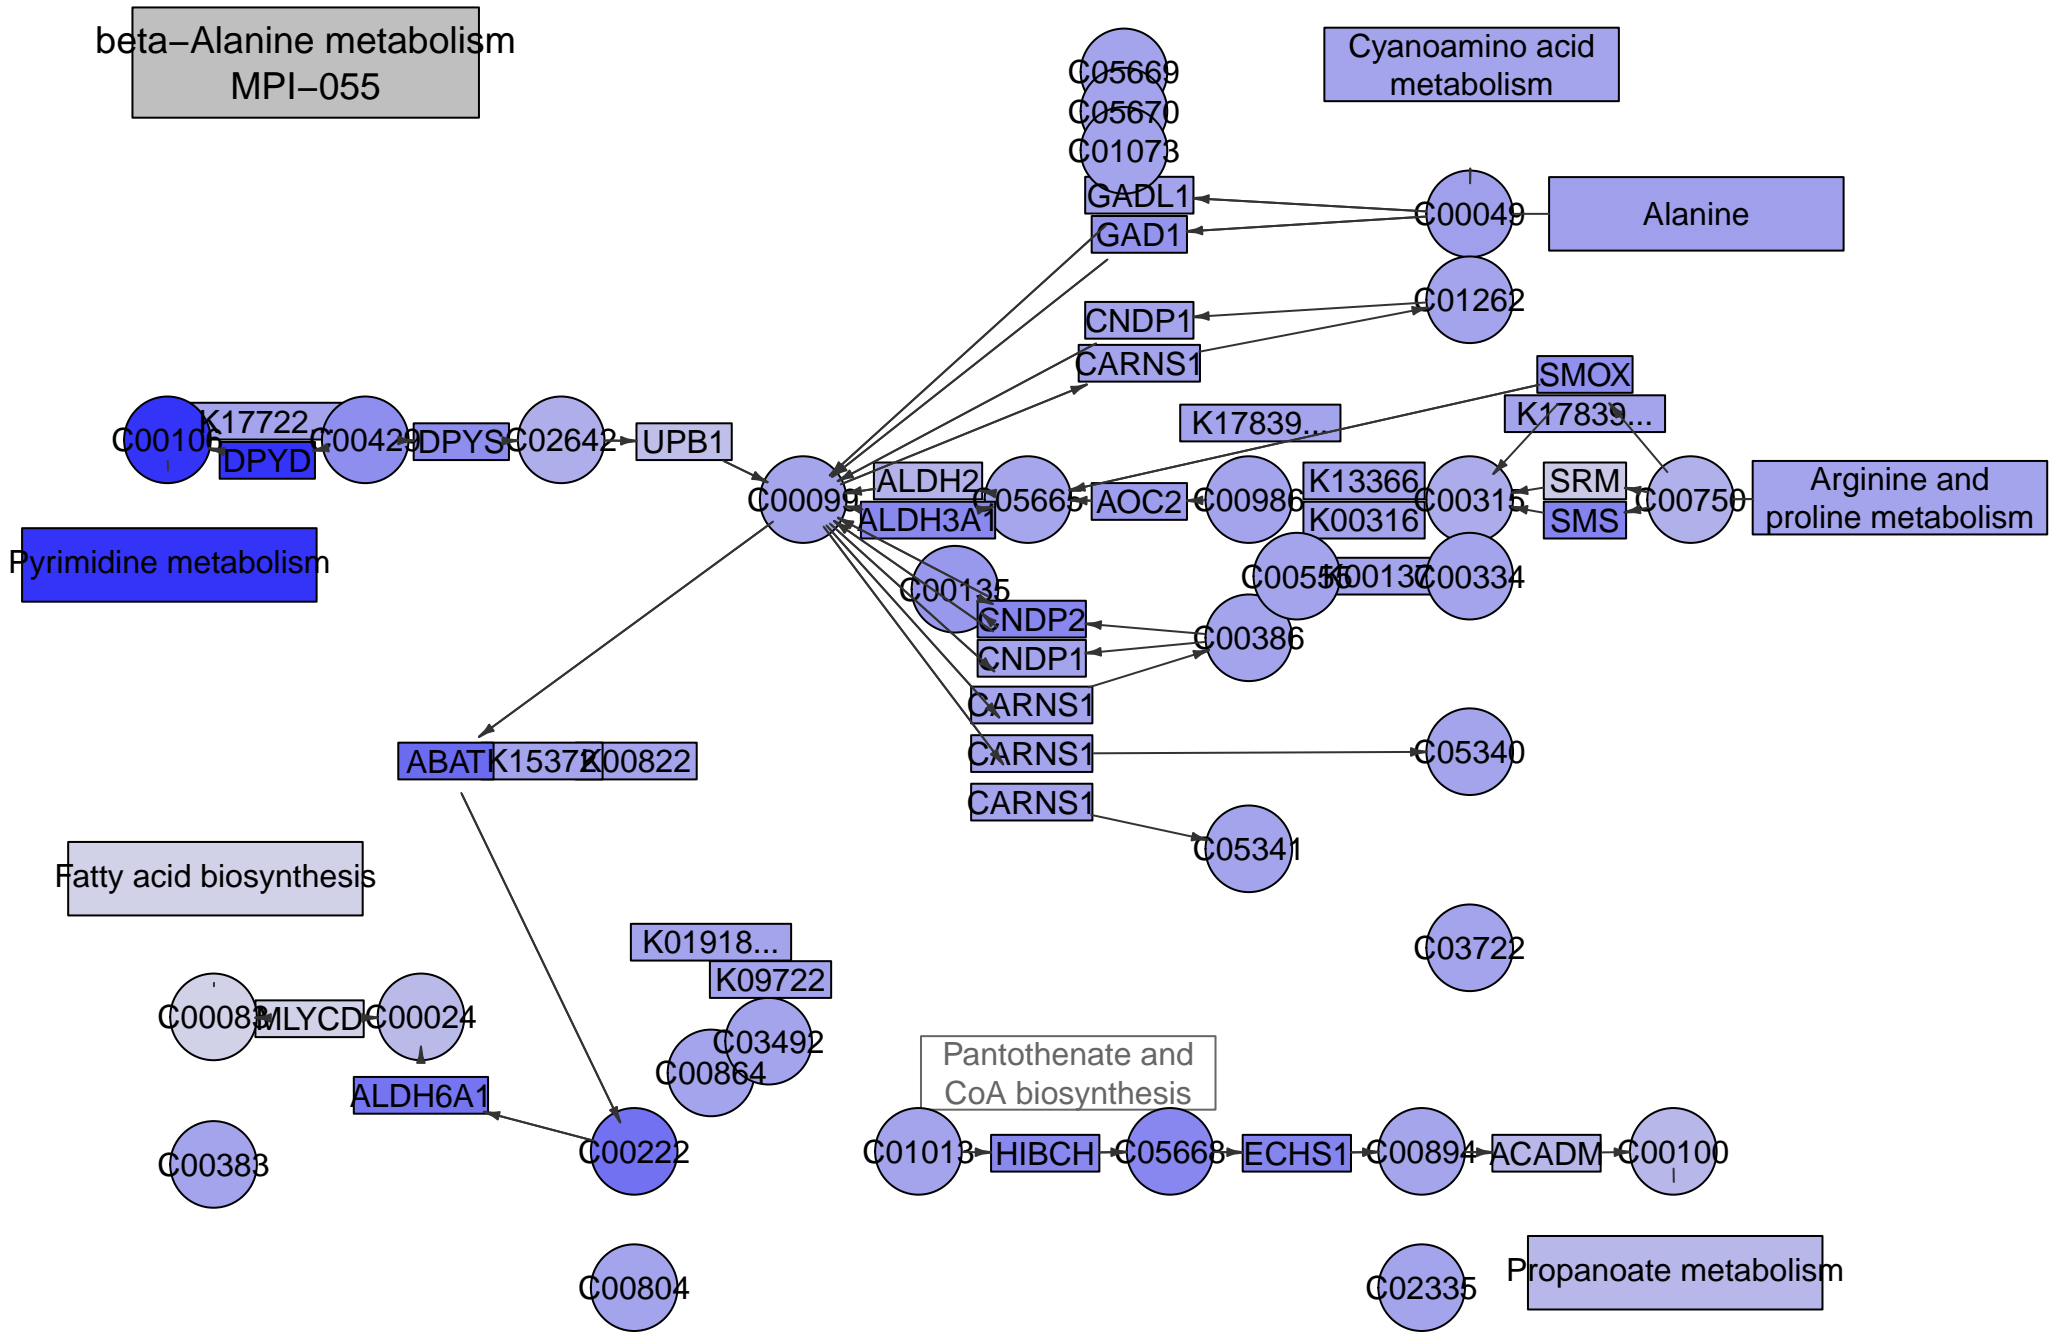 beta−Alanine metabolism
MPI−055
C05669
C05670
C01073
Cyanoamino acid
metabolism
GADL1
GAD1
C00049
Alanine
C01262
CNDP1
CARNS1
SMOX
K17839...
K17839...
C00106
K17722...
DPYD
C00429
DPYS
C02642
UPB1
C00099
ALDH2
ALDH3A1
C05665
AOC2
C00986
K13366
K00316
C00315
SRM
SMS
C00750
Arginine and
proline metabolism
Pyrimidine metabolism
C00135
C00555
K00137
C00334
CNDP2
CNDP1
C00386
CARNS1
CARNS1
CARNS1
C05340
C05341
ABAT
K15372
K00822
Fatty acid biosynthesis
K01918...
K09722
C03722
C00083
MLYCD
C00024
C03492
C00864
ALDH6A1
Pantothenate and
CoA biosynthesis
C00383
C00222
C01013
HIBCH
C05668
ECHS1
C00894
ACADM
C00100
C00804
C02335
Propanoate metabolism